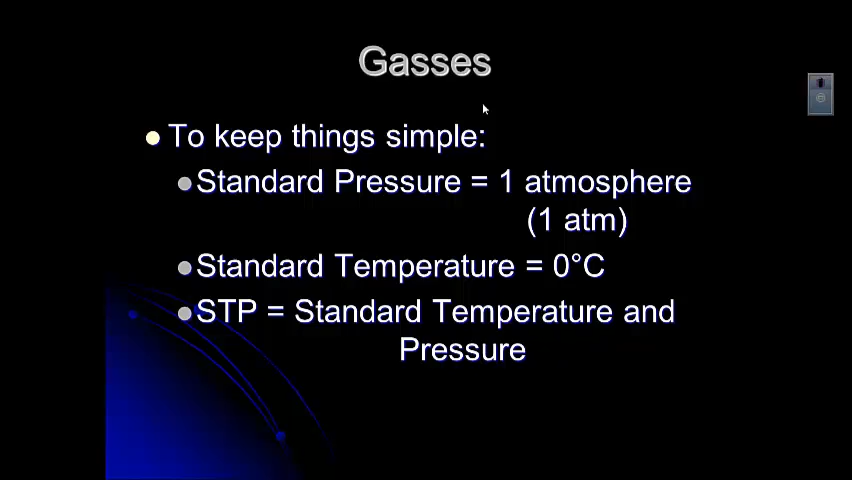 Gasses
To keep things simple:
Standard Pressure = 1 atmosphere
(1 atm)
Standard Temperature = 0°C
STP = Standard Temperature and
Pressure